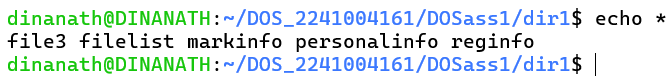 dinanath@DINANATH:~/DOS_2241004161/DOSass1/dir1$ echo *
file3 filelist markinfo personalinfo reginfo
dinanath@DINANATH:~/DOS_2241004161/DOSass1/dir1$